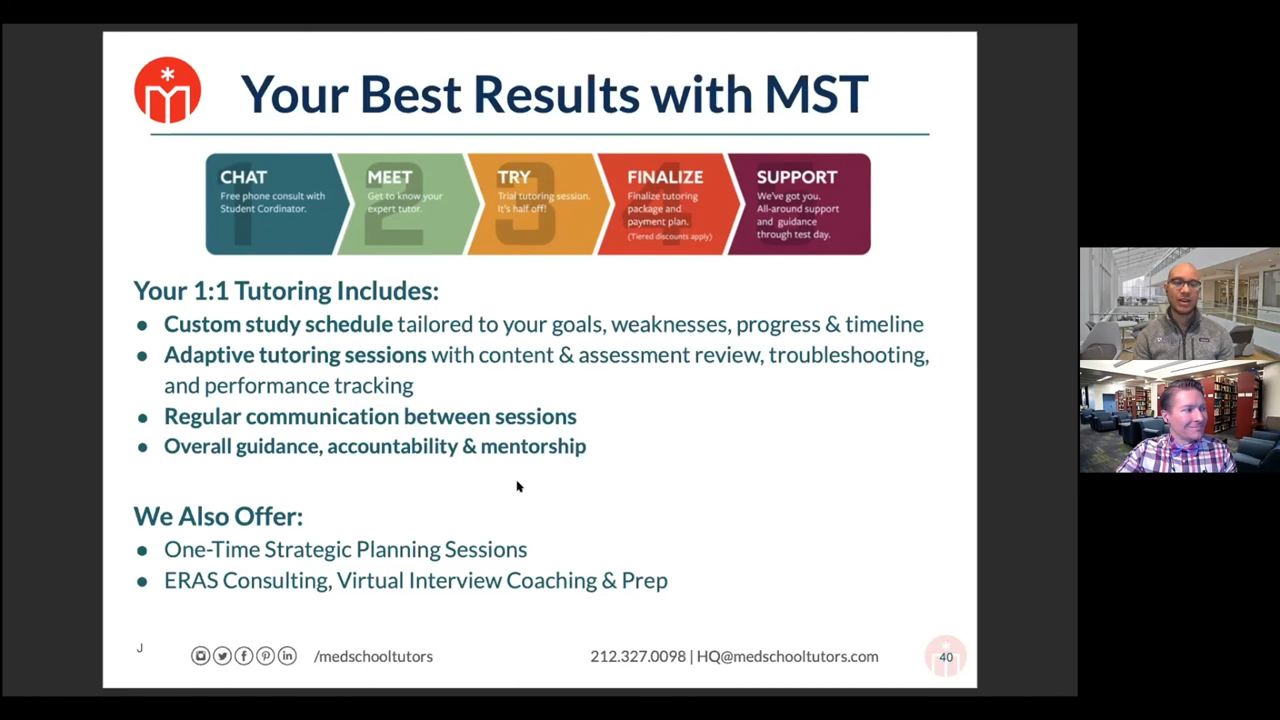 Your Best Results with MST
1
CHAT
Free phone consult with
Student Cordinator.
2
MEET
Get to know your
expert tutor.
3
TRY
Trial tutoring session.
It's half off!
4
FINALIZE
Finalize tutoring
package and
payment plan.
(Tiered discounts apply)
5
SUPPORT
We've got you.
All-around support
and guidance
through test day.
Your 1:1 Tutoring Includes:
● Custom study schedule tailored to your goals, weaknesses, progress & timeline
● Adaptive tutoring sessions with content & assessment review, troubleshooting,
and performance tracking
● Regular communication between sessions
● Overall guidance, accountability & mentorship
We Also Offer:
● One-Time Strategic Planning Sessions
● ERAS Consulting, Virtual Interview Coaching & Prep
J
/medschooltutors
212.327.0098 | HQ@medschooltutors.com
40